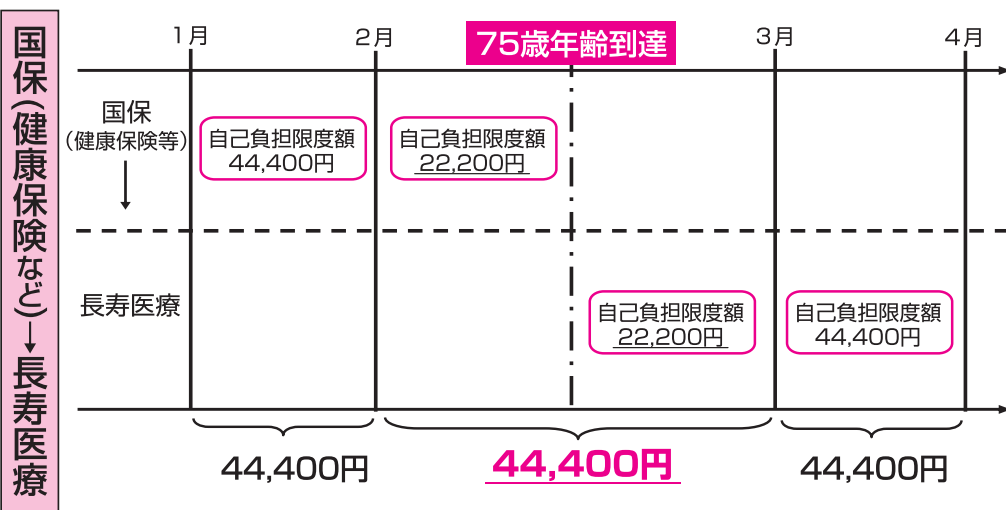 国保(健康保険など)→長寿医療
1月
2月
75歳年齢到達
3月
4月
国保
(健康保険等)
↓
自己負担限度額
44,400円
自己負担限度額
22,200円
長寿医療
自己負担限度額
22,200円
自己負担限度額
44,400円
44,400円
44,400円
44,400円